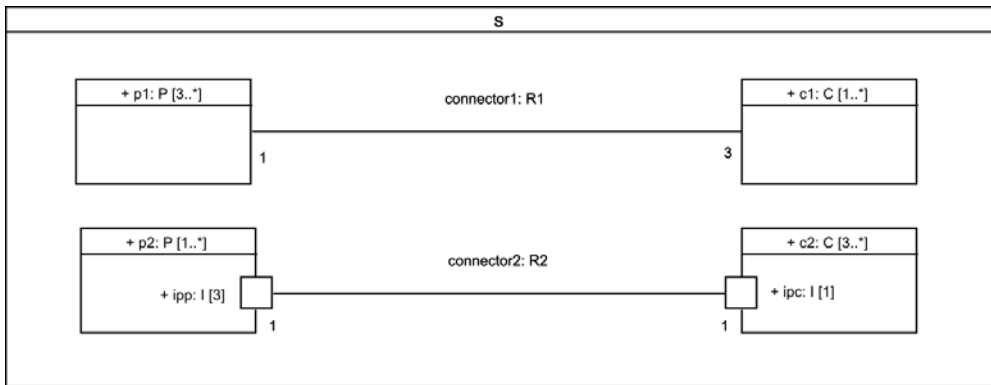 S
+ p1: P [3..*]
connector1: R1
+ c1: C [1..*]
1
3
+ p2: P [1..*]
connector2: R2
+ c2: C [3..*]
+ ipp: I [3]
+ ipc: I [1]
1
1